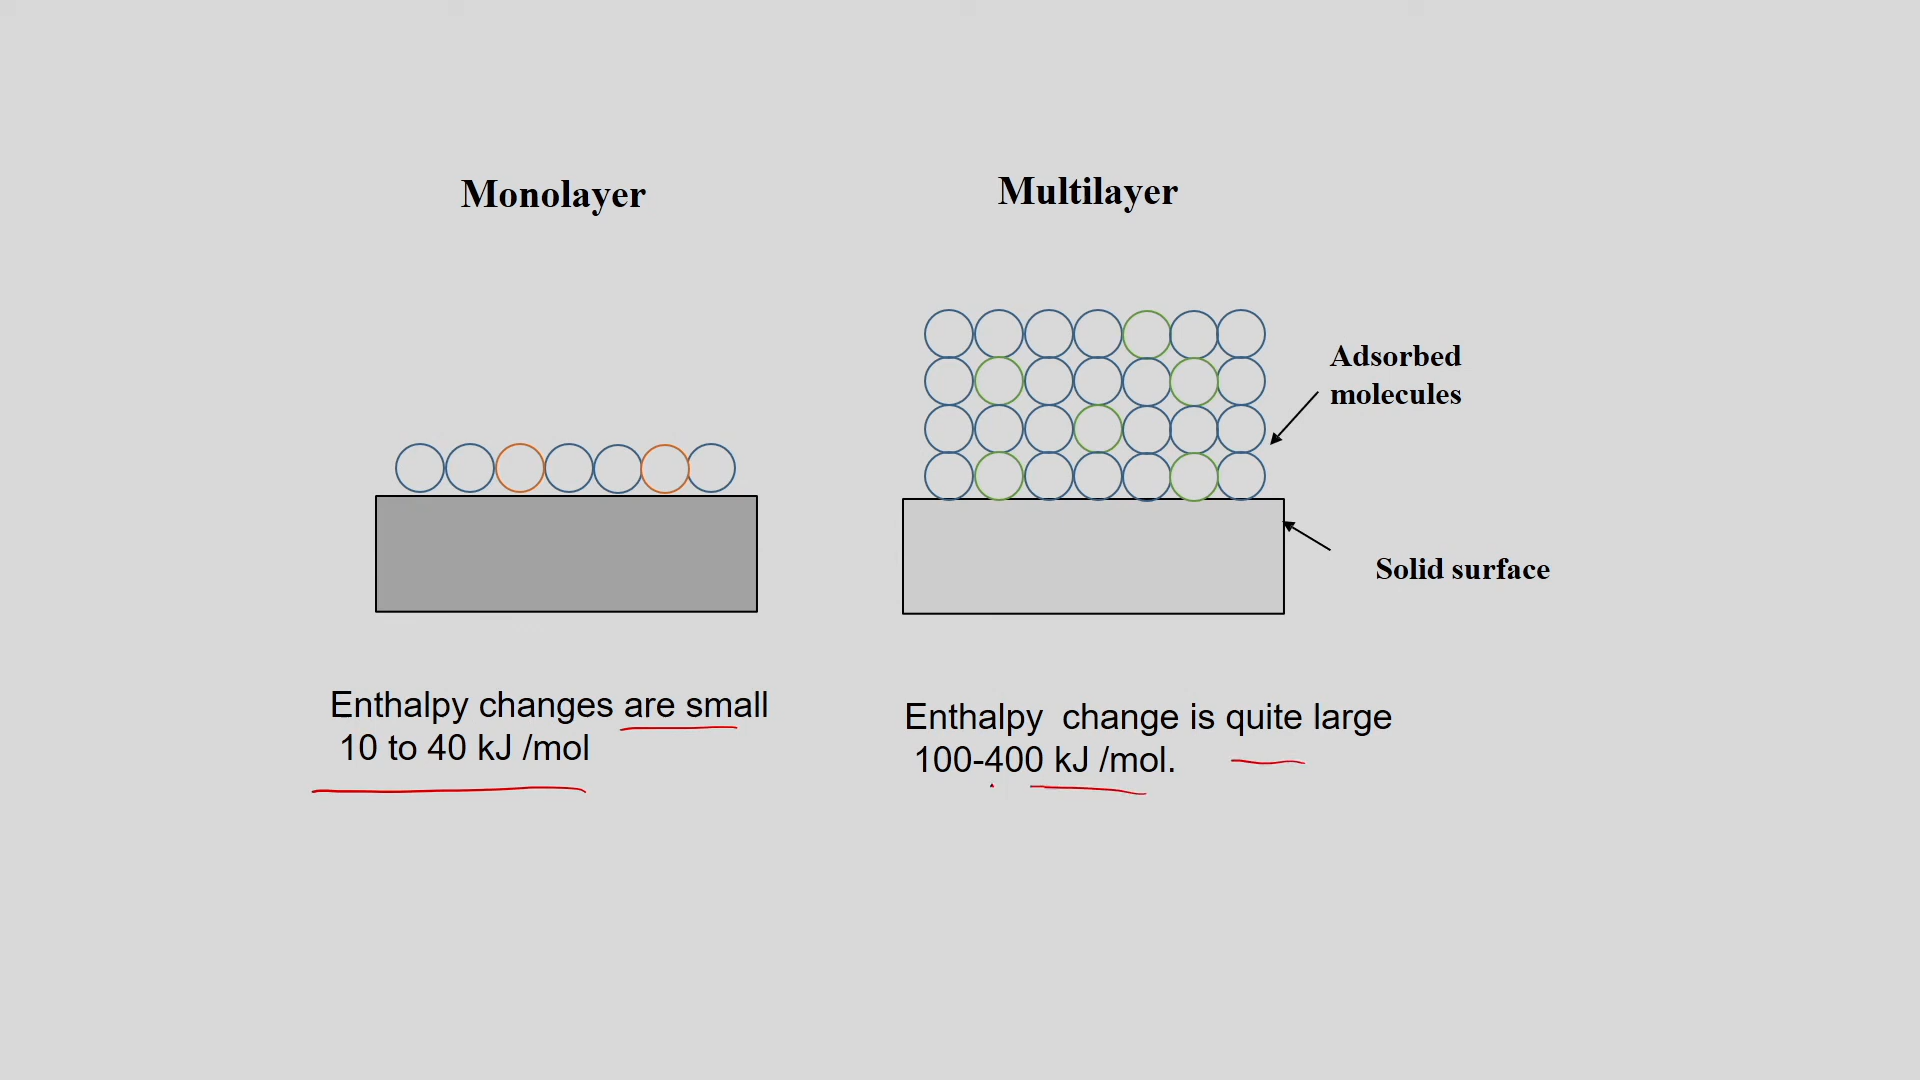 Monolayer
Multilayer
Adsorbed
molecules
Solid surface
Enthalpy changes are small
10 to 40 kJ /mol
Enthalpy  change is quite large
100-400 kJ /mol.